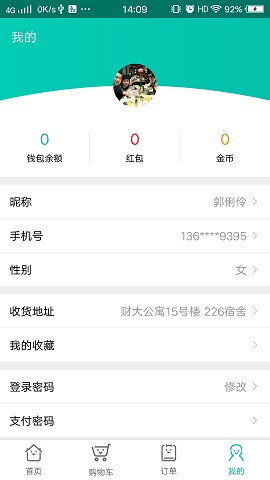 4G 0K/s 14:09 HD 92%
我的
0 0 0
钱包余额 红包 金币
昵称 郭俐伶
手机号 136****9395
性别 女
收货地址 财大公寓15号楼 226宿舍
我的收藏
登录密码 修改
支付密码
首页 购物车 订单 我的